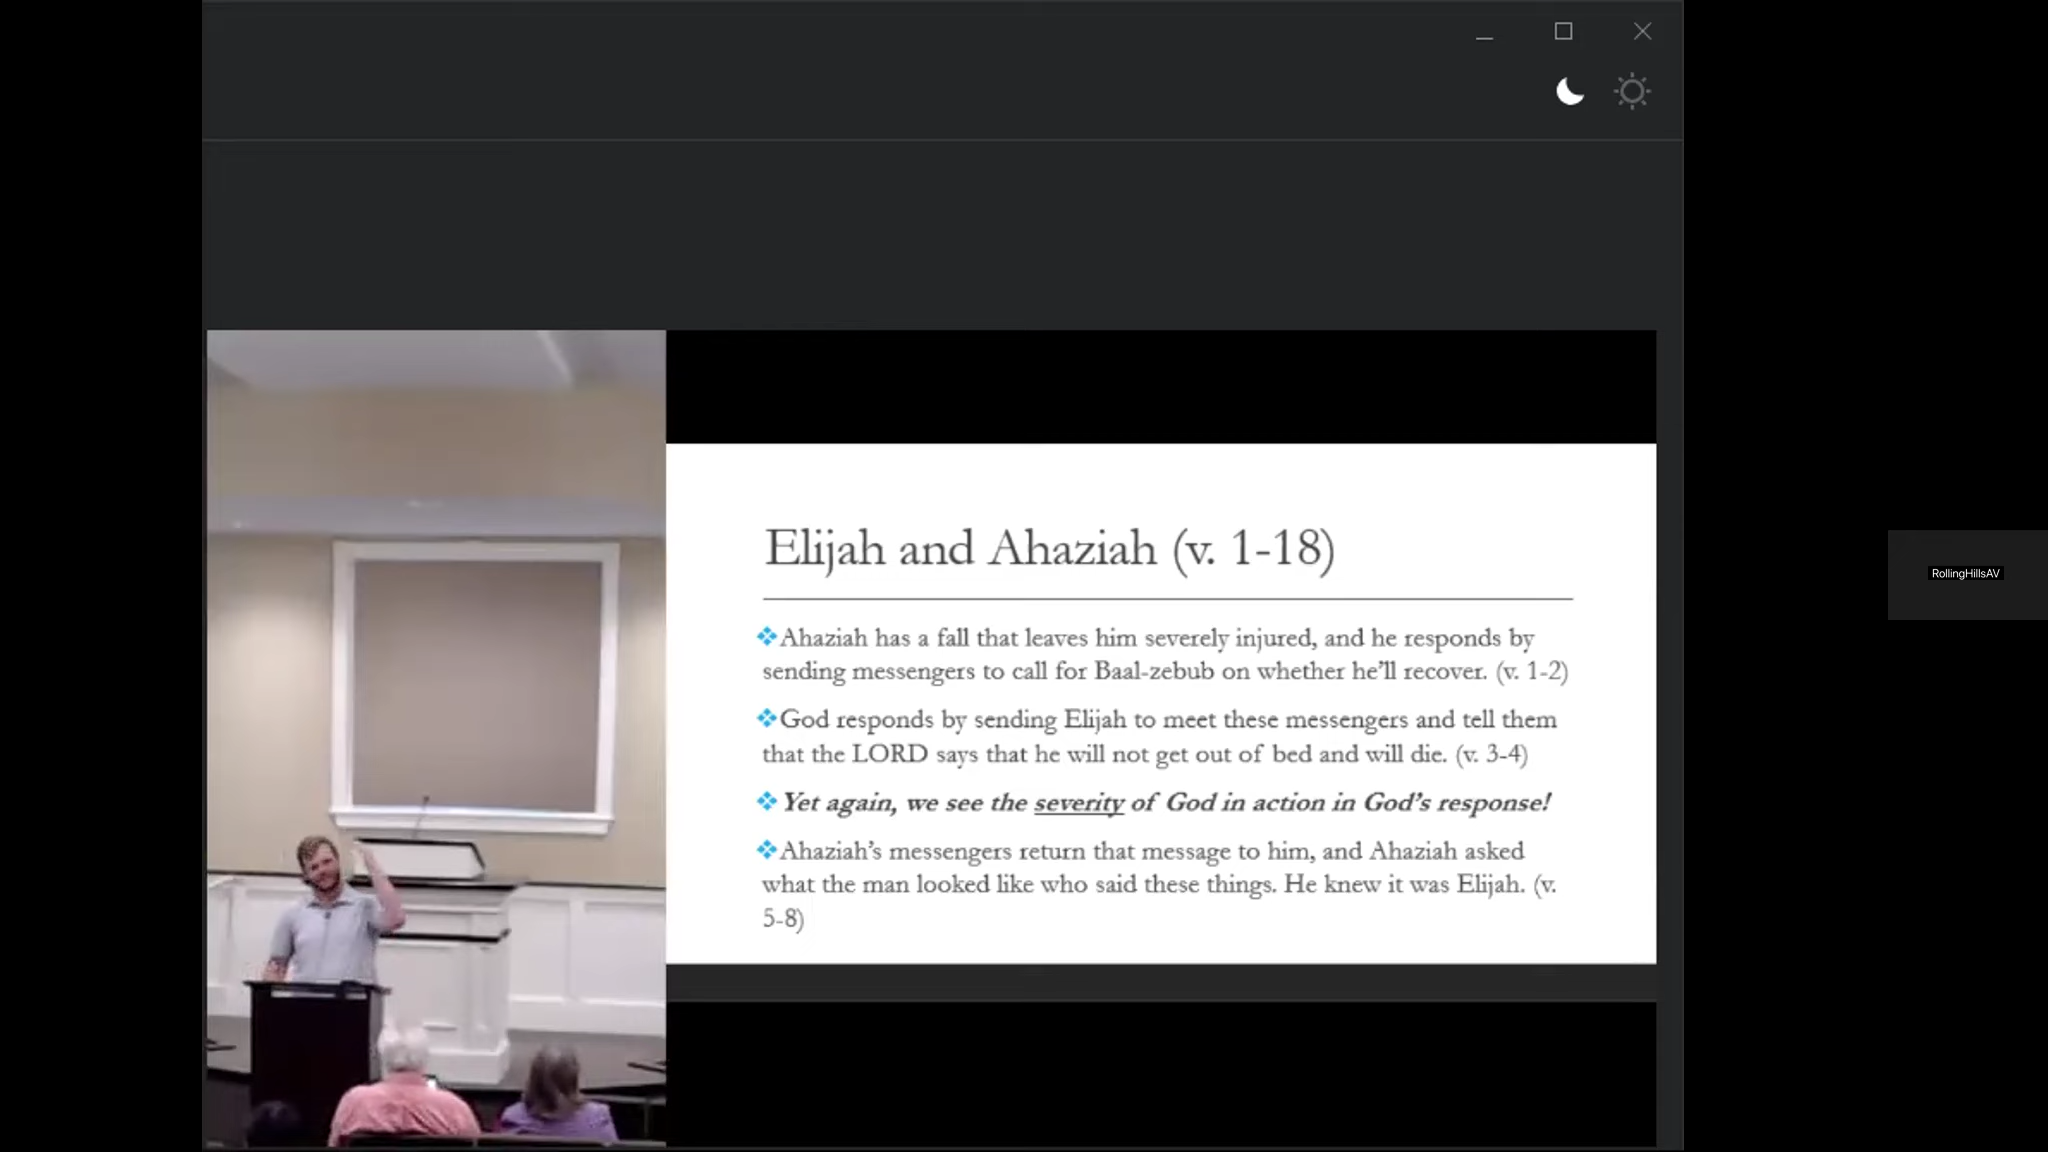 Elijah and Ahaziah (v. 1-18)
Ahaziah has a fall that leaves him severely injured, and he responds by
sending messengers to call for Baal-zebub on whether he'll recover. (v. 1-2)
God responds by sending Elijah to meet these messengers and tell them
that the LORD says that he will not get out of bed and will die. (v. 3-4)
Yet again, we see the severity of God in action in God's response!
Ahaziah's messengers return that message to him, and Ahaziah asked
what the man looked like who said these things. He knew it was Elijah. (v.
5-8)
RollingHillsAV